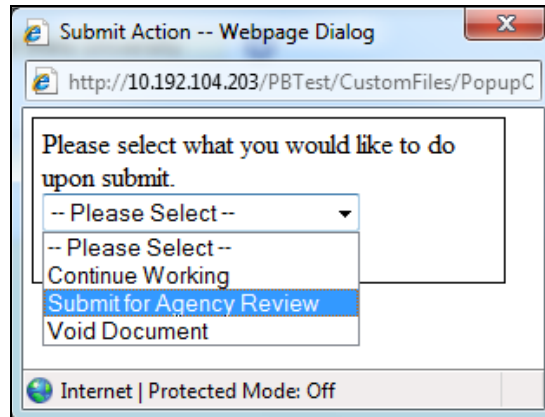 Submit Action -- Webpage Dialog
X
http://10.192.104.203/PBTest/CustomFiles/PopupC
Please select what you would like to do
upon submit.
-- Please Select --
-- Please Select --
Continue Working
Submit for Agency Review
Void Document
Internet | Protected Mode: Off